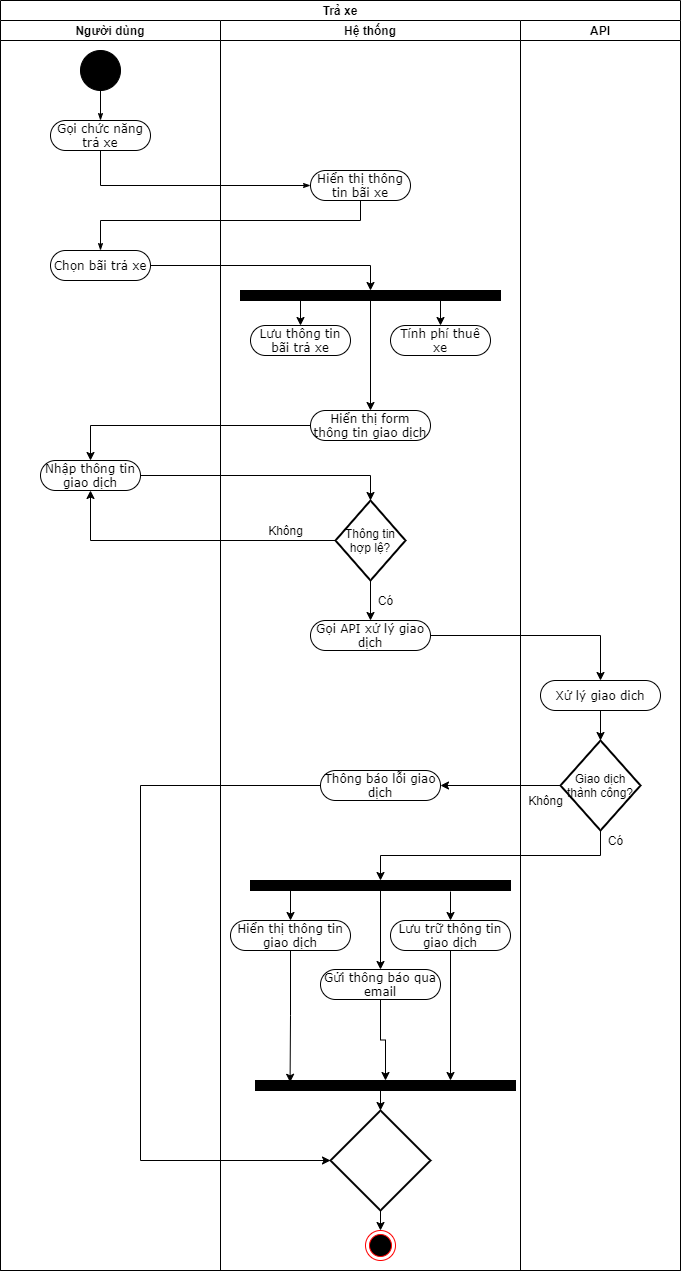 Trả xe
Người dùng
Hệ thống
API
Gọi chức năng
trả xe
Hiển thị thông
tin bãi xe
Chọn bãi trả xe
Lưu thông tin
bãi trả xe
Tính phí thuê
xe
Hiển thị form
thông tin giao dịch
Nhập thông tin
giao dịch
Không
Thông tin
hợp lệ?
Có
Gọi API xử lý giao
dịch
Xử lý giao dich
Thông báo lỗi giao
dịch
Giao dịch
thành công?
Không
Có
Hiển thị thông tin
giao dịch
Lưu trữ thông tin
giao dịch
Gửi thông báo qua
email